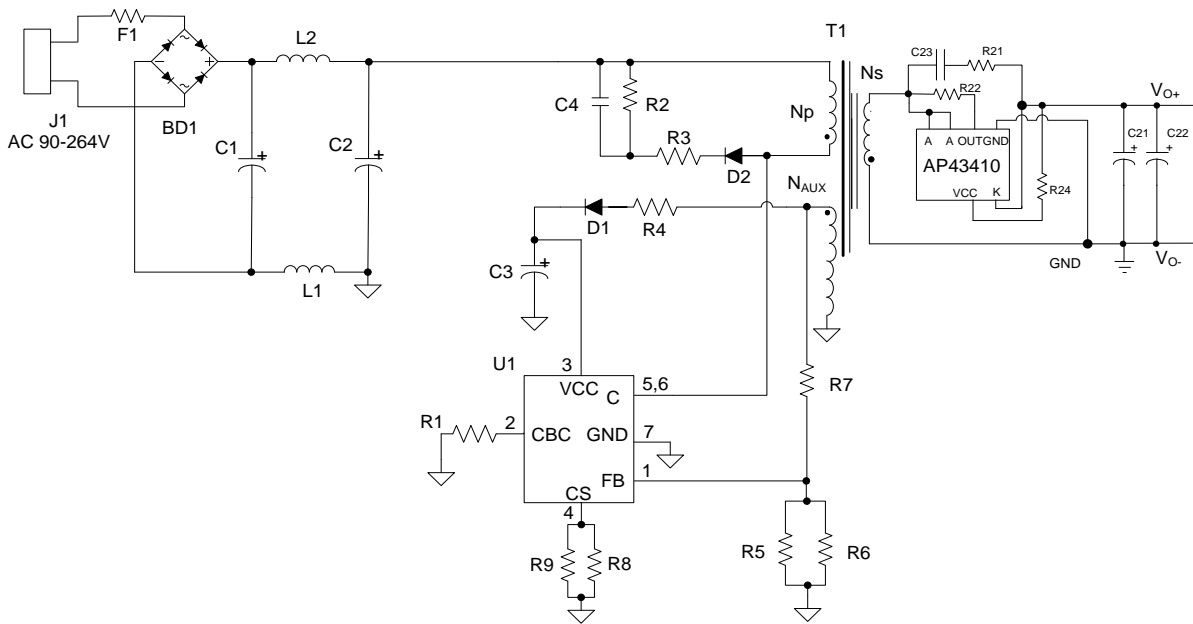 F1
J1
AC 90-264V
~
~
−
+
BD1
L2
C1
+
C2
+
L1
C4
R2
R3
D2
Np
T1
Ns
NAUX
D1
R4
C3
+
U1
3
VCC
C
5,6
R1
2
CBC
GND
7
FB
1
CS
4
R9
R8
R7
R5
R6
C23
R21
R22
A
A
OUT
GND
AP43410
VCC
K
R24
VO+
C21
+
C22
+
GND
VO-